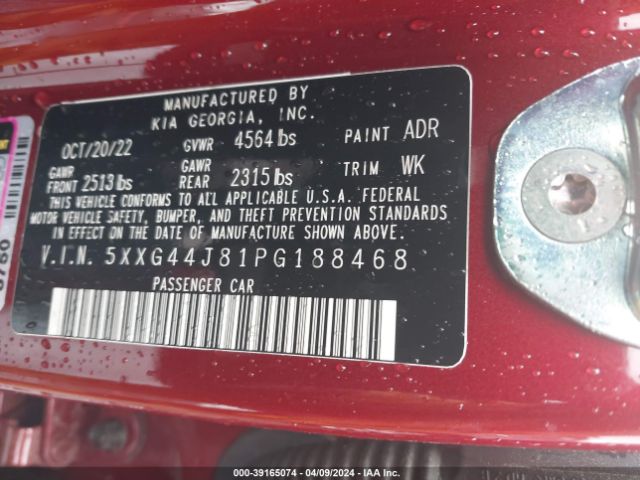 MANUFACTURED BY
KIA GEORGIA, INC.
OCT/20/22 GVWR 4564 lbs PAINT ADR
GAWR FRONT 2513 lbs GAWR REAR 2315 lbs TRIM WK
THIS VEHICLE CONFORMS TO ALL APPLICABLE U.S.A. FEDERAL
MOTOR VEHICLE SAFETY, BUMPER, AND THEFT PREVENTION STANDARDS
IN EFFECT ON THE DATE OF MANUFACTURE SHOWN ABOVE.
V.I.N. 5XXG44J81PG188468
PASSENGER CAR
000-39165074 | 04/09/2024 | IAA Inc.